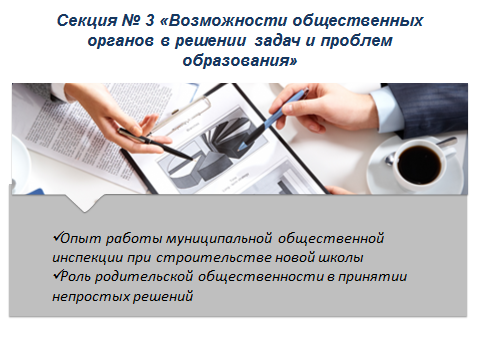 Секция № 3 «Возможности общественных
органов в решении задач и проблем
образования»
✓Опыт работы муниципальной общественной
инспекции при строительстве новой школы
✓Роль родительской общественности в принятии
непростых решений